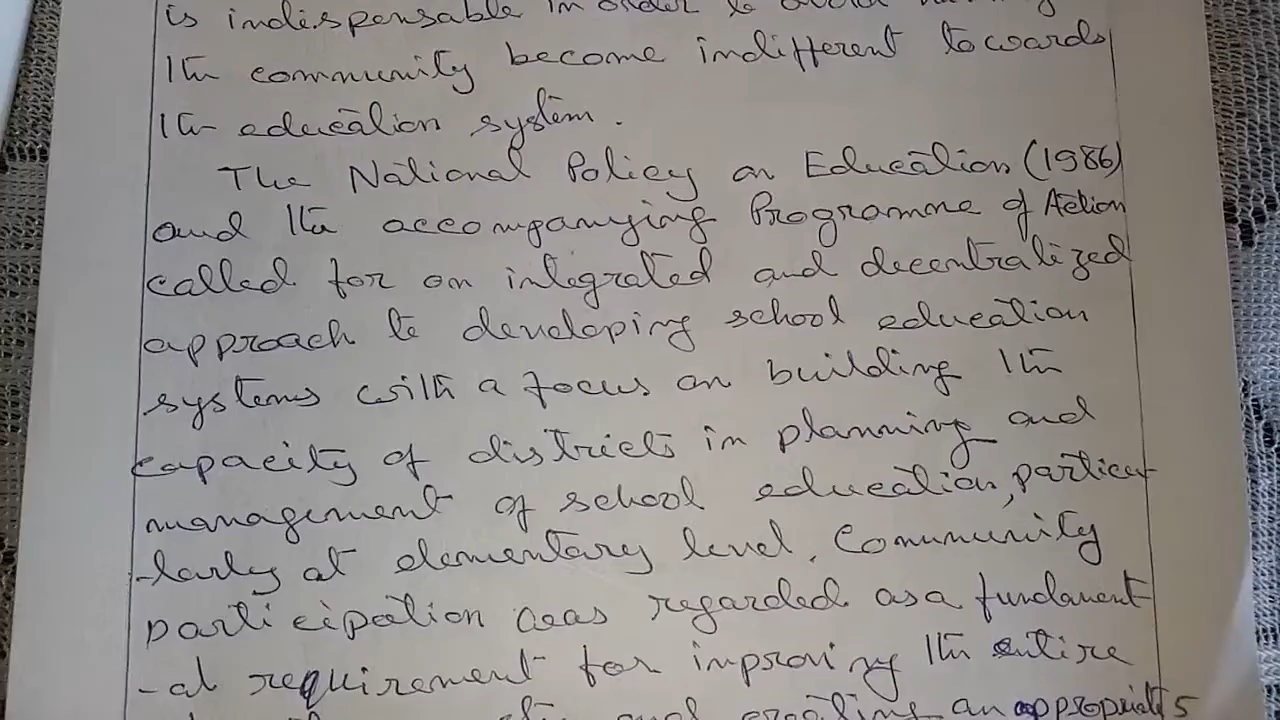 is indispensable in order to avoid
the community become indifferent towards
the education system.
The National Policy on Education (1986)
and the accompanying Programme of Action
called for an integrated and decentralized
approach to developing school education
systems with a focus on building the
capacity of districts in planning and
management of school education, particu
-larly at elementary level. Community
participation was regarded as a fundament
-al requirement for improving the entire
and creating an appropriate